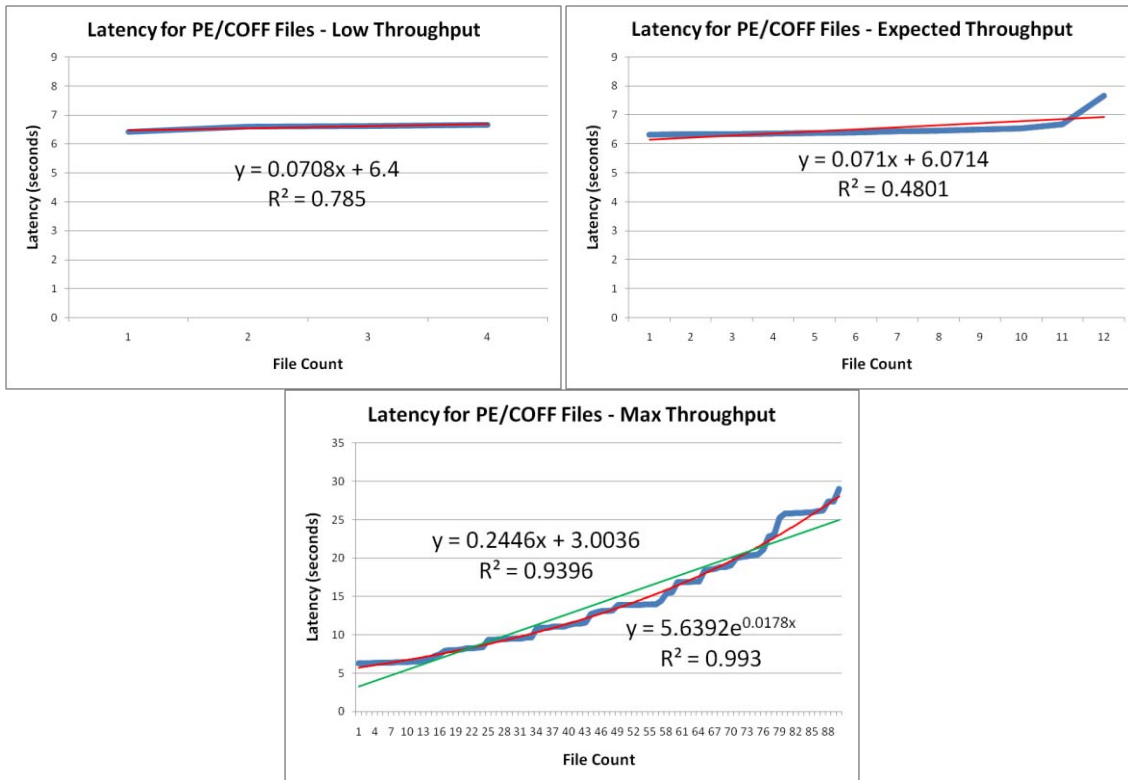 Latency for PE/COFF Files - Low Throughput
Latency (seconds)
9
8
7
6
5
4
3
2
1
0
y = 0.0708x + 6.4
R² = 0.785
1 2 3 4
File Count
Latency for PE/COFF Files - Expected Throughput
Latency (seconds)
9
8
7
6
5
4
3
2
1
0
y = 0.071x + 6.0714
R² = 0.4801
1 2 3 4 5 6 7 8 9 10 11 12
File Count
Latency for PE/COFF Files - Max Throughput
Latency (seconds)
35
30
25
20
15
10
5
0
y = 0.2446x + 3.0036
R² = 0.9396
y = 5.6392e^0.0178x
R² = 0.993
1 4 7 10 13 16 19 22 25 28 31 34 37 40 43 46 49 52 55 58 61 64 67 70 73 76 79 82 85 88
File Count